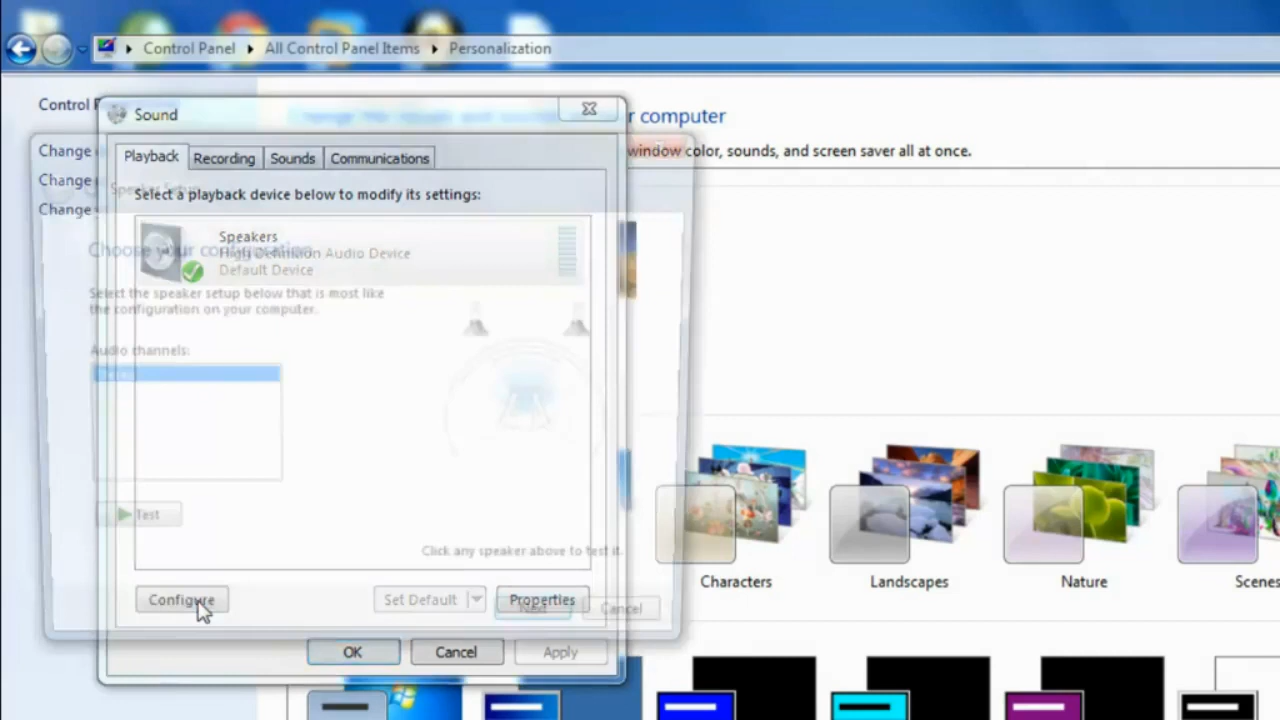 Control Panel ▸ All Control Panel Items ▸ Personalization
Control P
r computer
window color, sounds, and screen saver all at once.
Change
Change
Change
Sound
Playback Recording Sounds Communications
Select a playback device below to modify its settings:
Speakers
High Definition Audio Device
Default Device
Speaker Setup
Choose your configuration
Select the speaker setup below that is most like
the configuration on your computer.
Audio channels:
Test
Click any speaker above to test it.
Configure Set Default Properties
Next Cancel
OK Cancel Apply
Characters Landscapes Nature Scenes